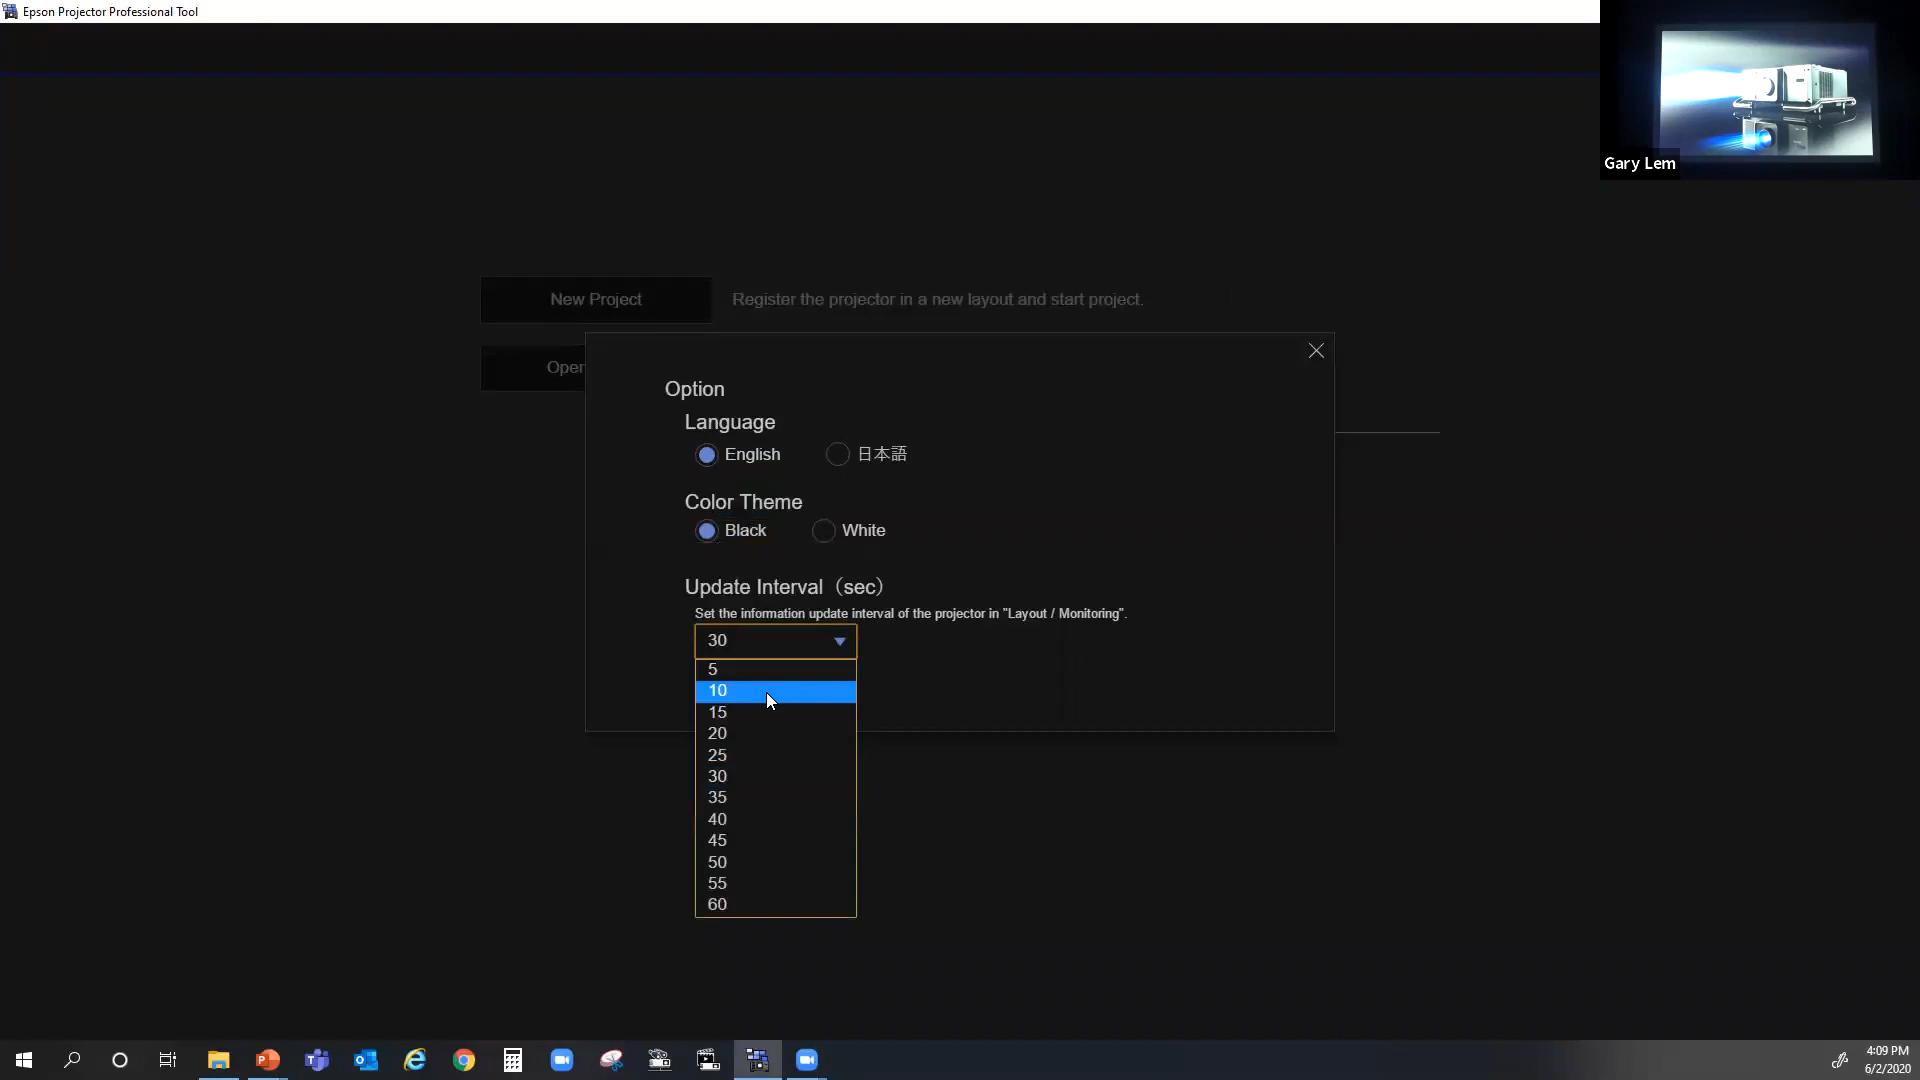 Epson Projector Professional Tool
Gary Lem
New Project
Register the projector in a new layout and start project.
Open
Option
Language
English
日本語
Color Theme
Black
White
Update Interval（sec）
Set the information update interval of the projector in "Layout / Monitoring".
30
5
10
15
20
25
30
35
40
45
50
55
60
4:09 PM
6/2/2020